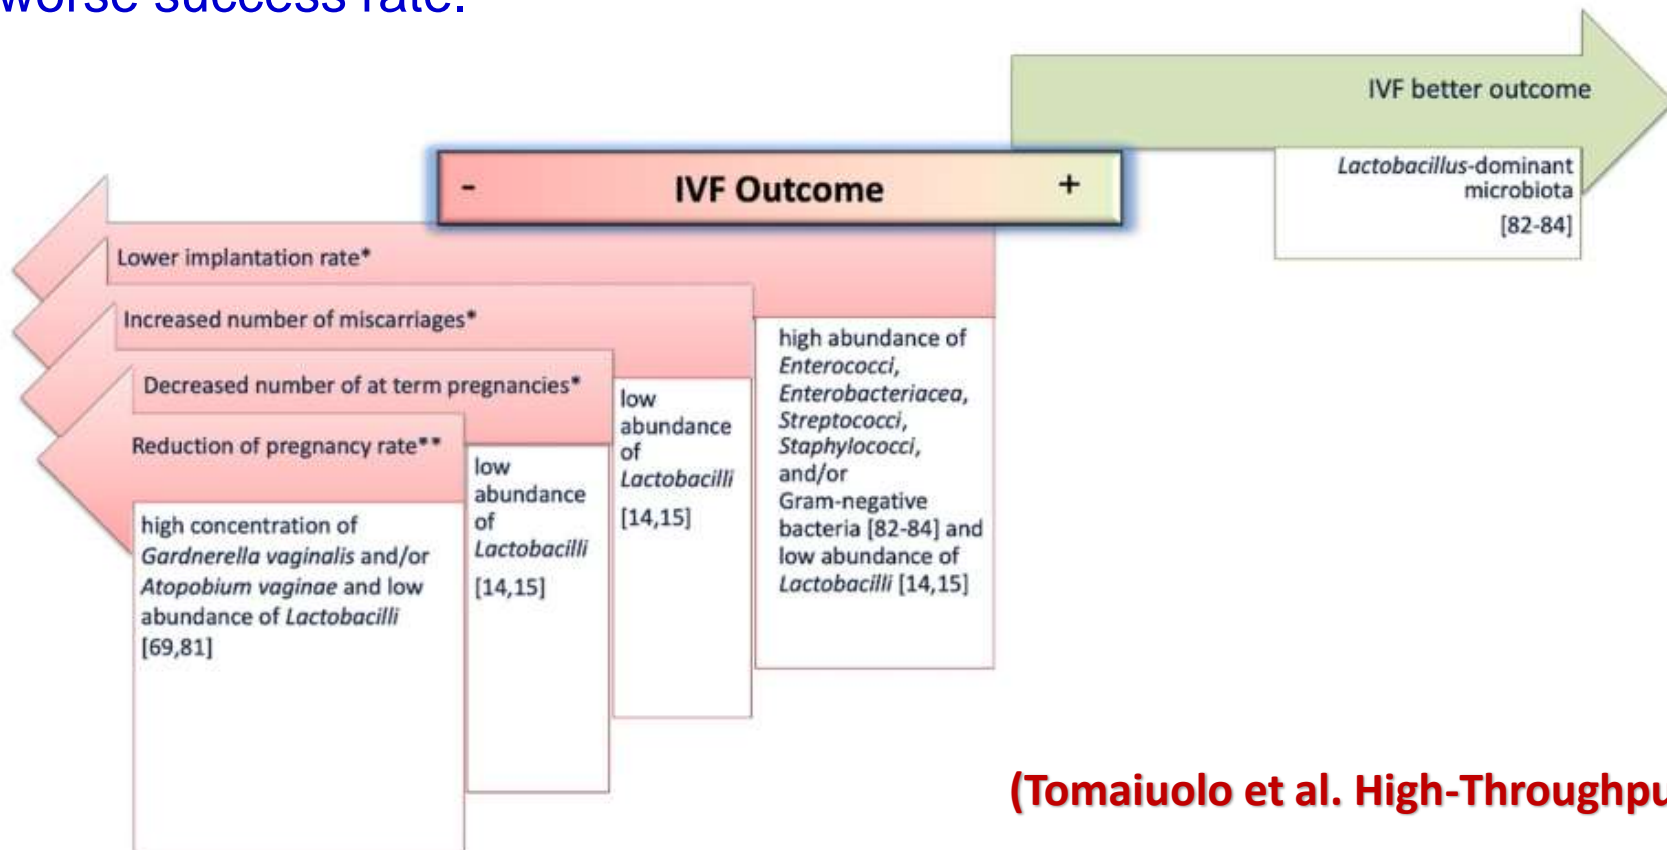 worse success rate.
IVF better outcome
Lactobacillus-dominant
microbiota
[82-84]
- IVF Outcome +
Lower implantation rate*
Increased number of miscarriages*
Decreased number of at term pregnancies*
Reduction of pregnancy rate**
high concentration of
Gardnerella vaginalis and/or
Atopobium vaginae and low
abundance of Lactobacilli
[69,81]
low
abundance
of
Lactobacilli
[14,15]
low
abundance
of
Lactobacilli
[14,15]
high abundance of
Enterococci,
Enterobacteriacea,
Streptococci,
Staphylococci,
and/or
Gram-negative
bacteria [82-84] and
low abundance of
Lactobacilli [14,15]
(Tomaiuolo et al. High-Throughpu